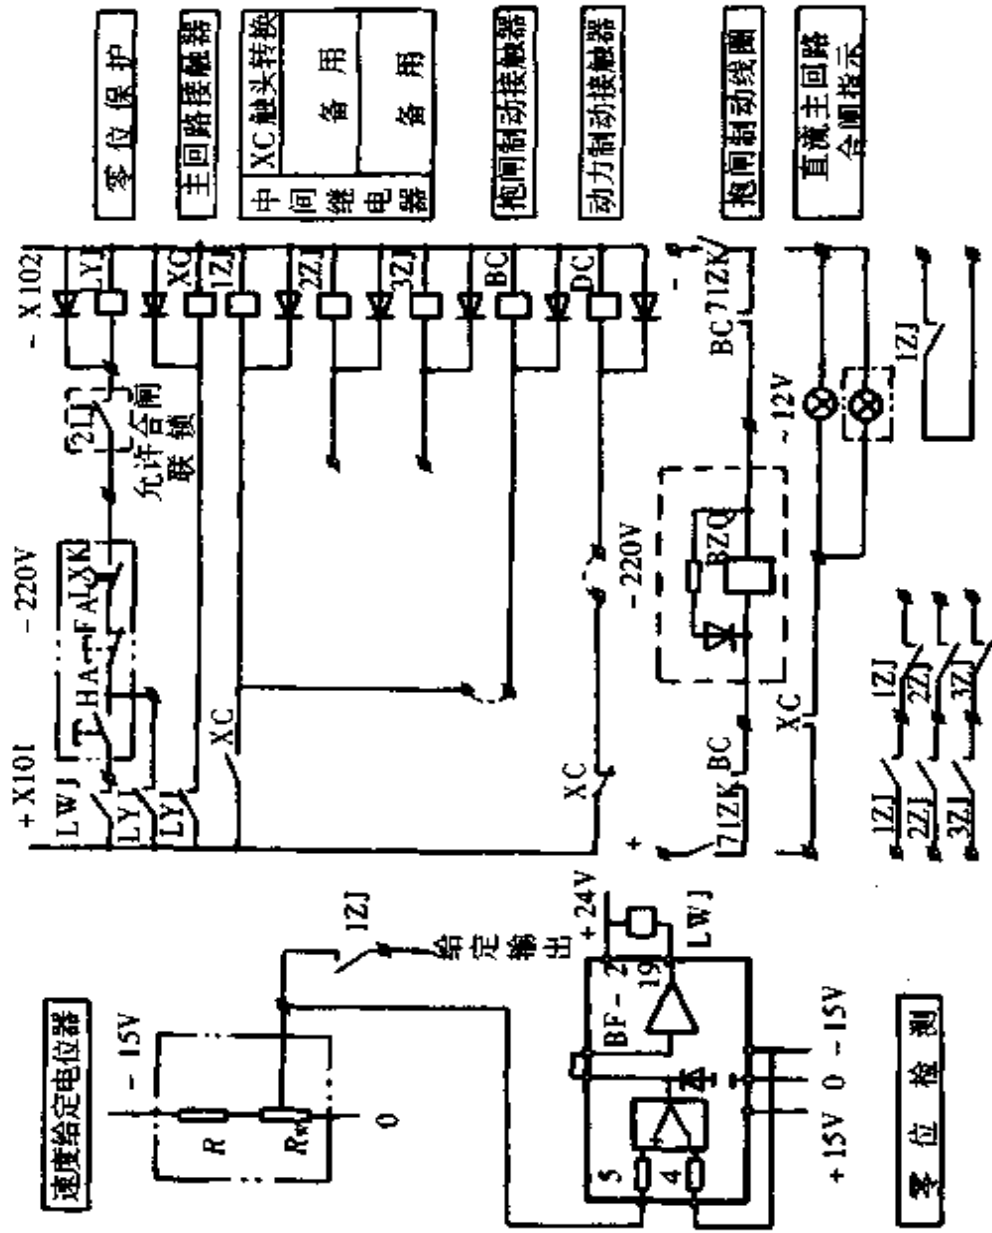 零位保护
主回路接触器
XC触头转换
备用
备用
中间继电器
抱闸制动接触器
动力制动接触器
抱闸制动线圈
直流主回路
合闸指示
- X102
LYJ
XC
1ZJ
2ZJ
3ZJ
BC
DC
-
71ZK
BC
1ZJ
~12V
2LJ
允许合闸
联锁
-220V
LXK
FA
HA
-220V
BZQ
+X101
LWJ
LYJ
LYJ
XC
XC
+
71ZK
BC
XC
1ZJ
2ZJ
3ZJ
1ZJ
2ZJ
3ZJ
速度给定电位器
-15V
R
Rw
0
1ZJ
给定输出
+24V
LWJ
BF-
2
19
5
4
+15V
0
-15V
零位检测